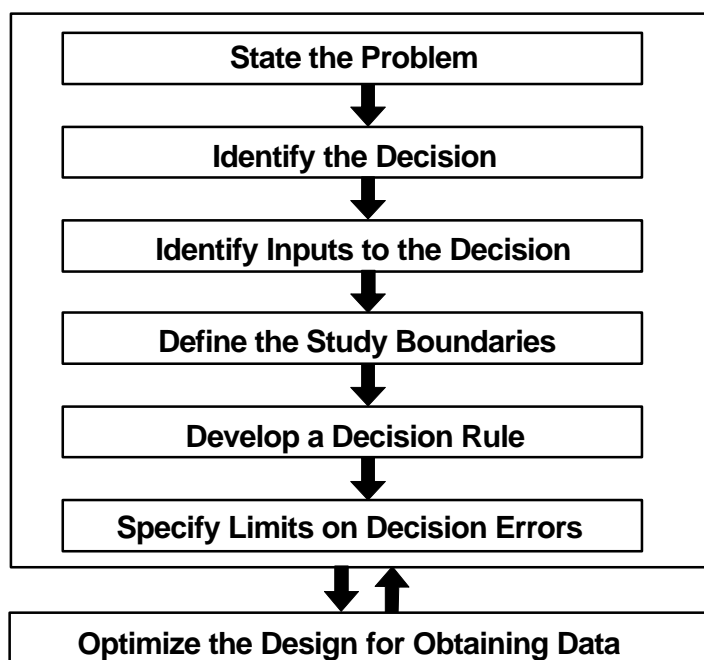 State the Problem
Identify the Decision
Identify Inputs to the Decision
Define the Study Boundaries
Develop a Decision Rule
Specify Limits on Decision Errors
Optimize the Design for Obtaining Data